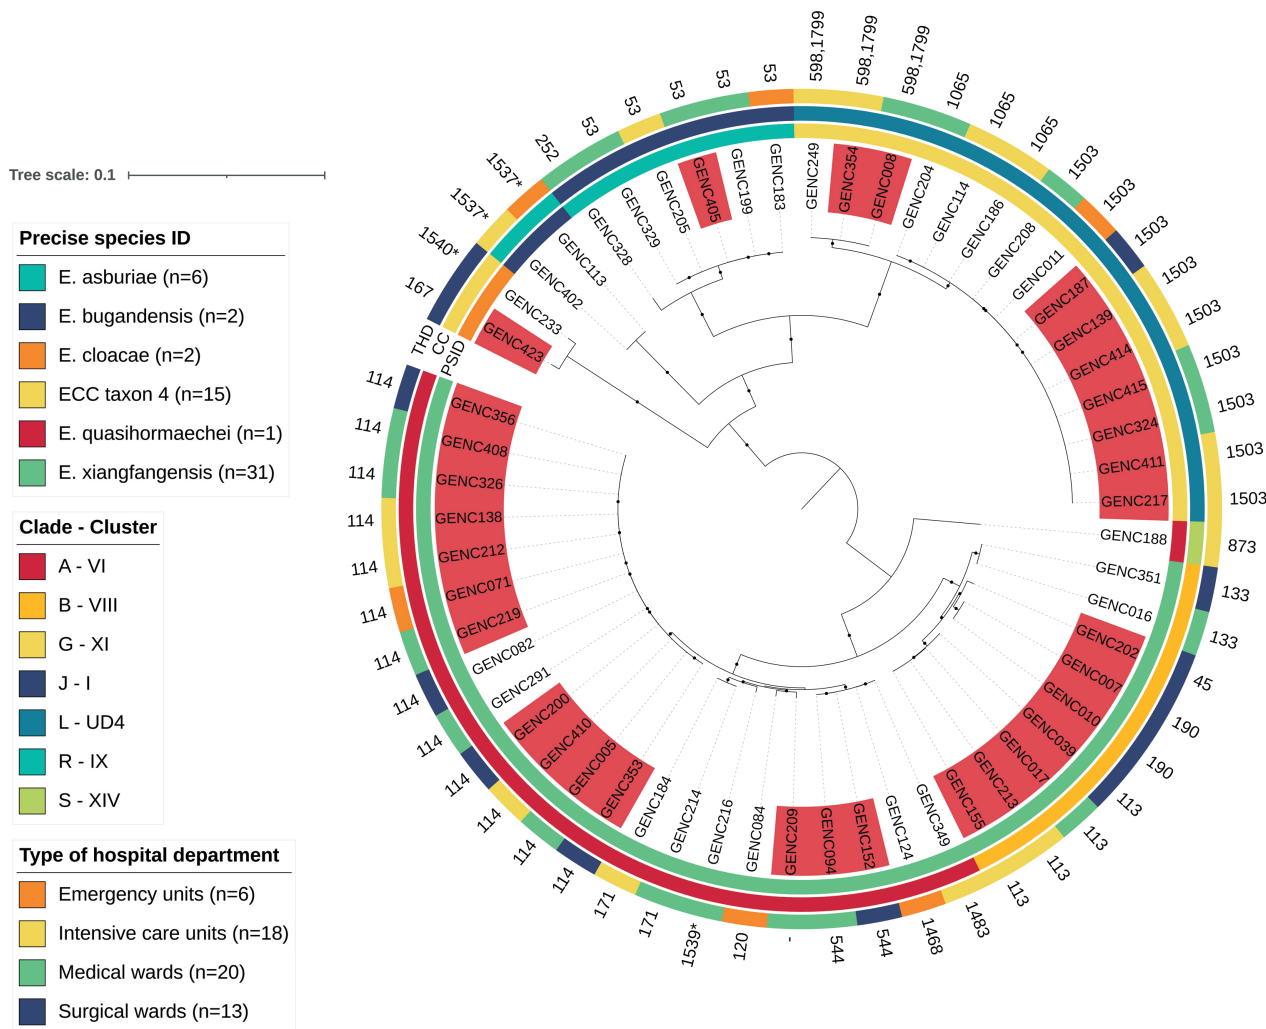 Tree scale: 0.1
Precise species ID
E. asburiae (n=6)
E. bugandensis (n=2)
E. cloacae (n=2)
ECC taxon 4 (n=15)
E. quasihormaechei (n=1)
E. xiangfangensis (n=31)
Clade - Cluster
A - VI
B - VIII
G - XI
J - I
L - UD4
R - IX
S - XIV
Type of hospital department
Emergency units (n=6)
Intensive care units (n=18)
Medical wards (n=20)
Surgical wards (n=13)
THD
CC
PSID
167
1540*
1537*
1537*
252
53
53
53
53
53
598,1799
598,1799
598,1799
1065
1065
1065
1503
1503
1503
1503
1503
1503
1503
1503
1503
873
133
133
45
190
190
113
113
113
113
1483
1468
544
544
-
120
1539*
171
171
114
114
114
114
114
114
114
114
114
114
114
114
114
GENC423
GENC233
GENC402
GENC113
GENC328
GENC329
GENC205
GENC405
GENC199
GENC183
GENC249
GENC354
GENC008
GENC204
GENC114
GENC186
GENC208
GENC011
GENC187
GENC139
GENC414
GENC415
GENC324
GENC411
GENC217
GENC188
GENC351
GENC016
GENC202
GENC007
GENC010
GENC039
GENC017
GENC213
GENC155
GENC349
GENC124
GENC152
GENC094
GENC209
GENC084
GENC216
GENC214
GENC184
GENC353
GENC005
GENC410
GENC200
GENC291
GENC082
GENC219
GENC071
GENC212
GENC138
GENC326
GENC408
GENC356